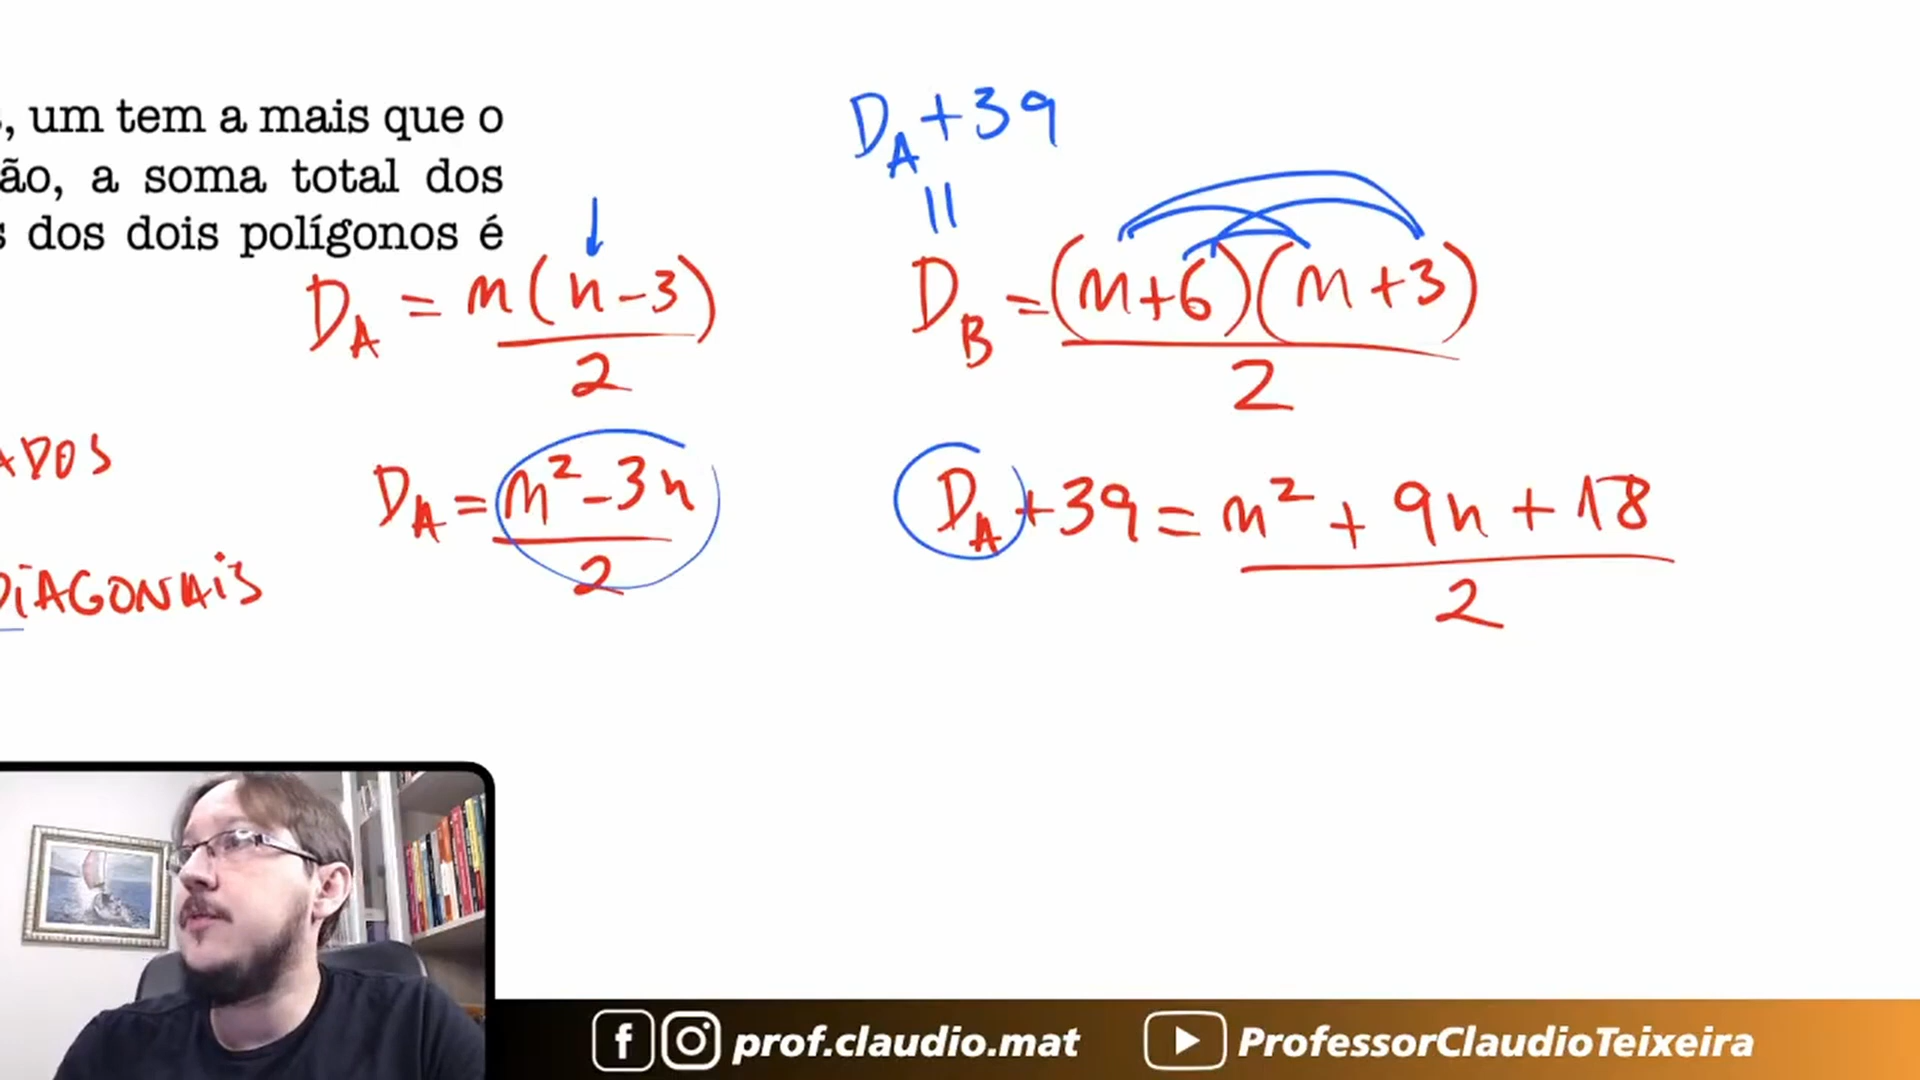 , um tem a mais que o
ão, a soma total dos
s dos dois polígonos é
D_A + 39
||
D_A = n(n-3)/2
D_B = (n+6)(n+3)/2
ADOS
D_A = n² - 3n/2
D_A + 39 = n² + 9n + 18/2
DIAGONAIS
prof.claudio.mat
ProfessorClaudioTeixeira